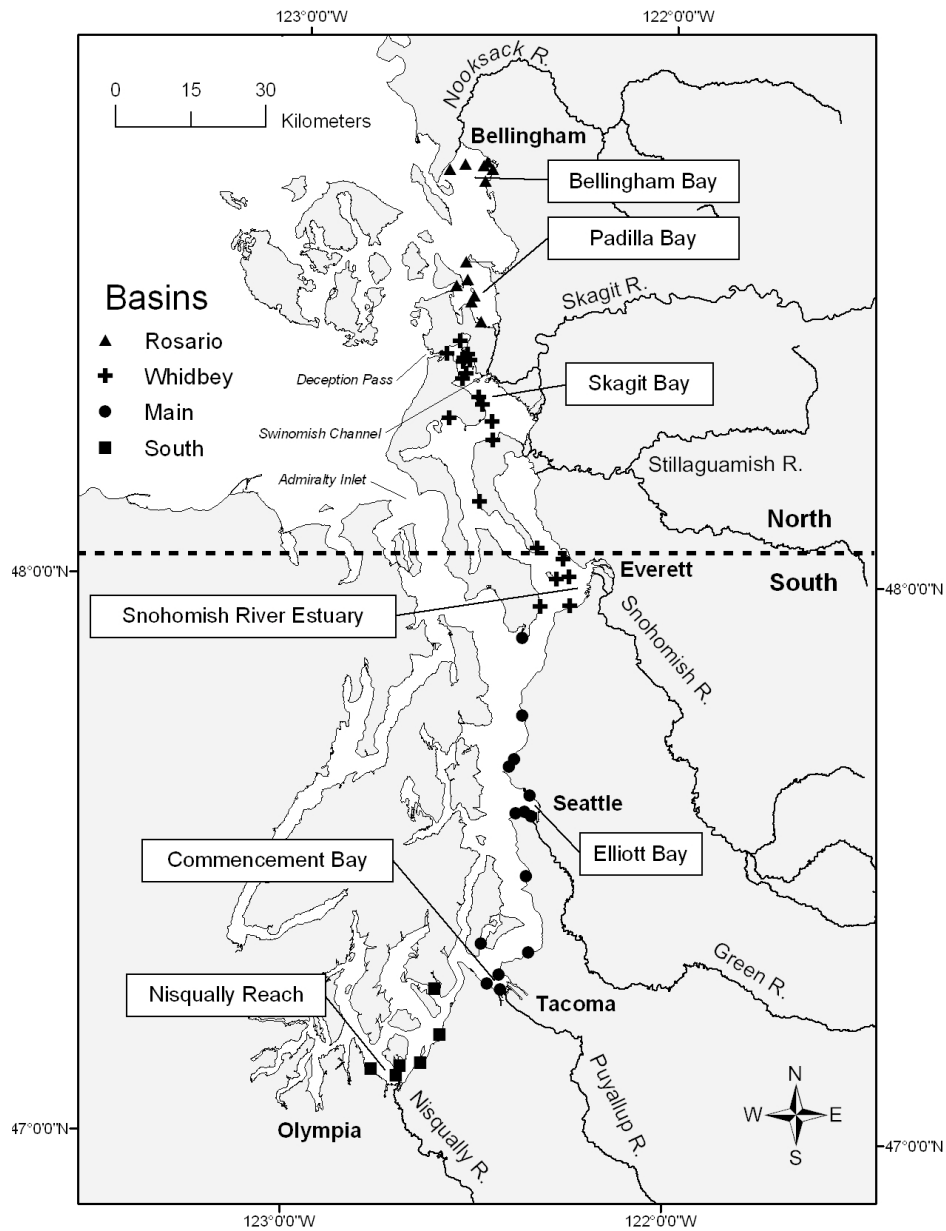 123°0'0"W
122°0'0"W
0
15
30
Kilometers
Nooksack R.
Bellingham
Bellingham Bay
Padilla Bay
Skagit R.
Basins
Rosario
Whidbey
Main
South
Deception Pass
Skagit Bay
Swinomish Channel
Stillaguamish R.
Admiralty Inlet
North
South
48°0'0"N
48°0'0"N
Everett
Snohomish River Estuary
Snohomish R.
Seattle
Elliott Bay
Commencement Bay
Green R.
Nisqually Reach
Tacoma
Puyallup R.
Nisqually R.
Olympia
47°0'0"N
47°0'0"N
N
W
E
S
123°0'0"W
122°0'0"W